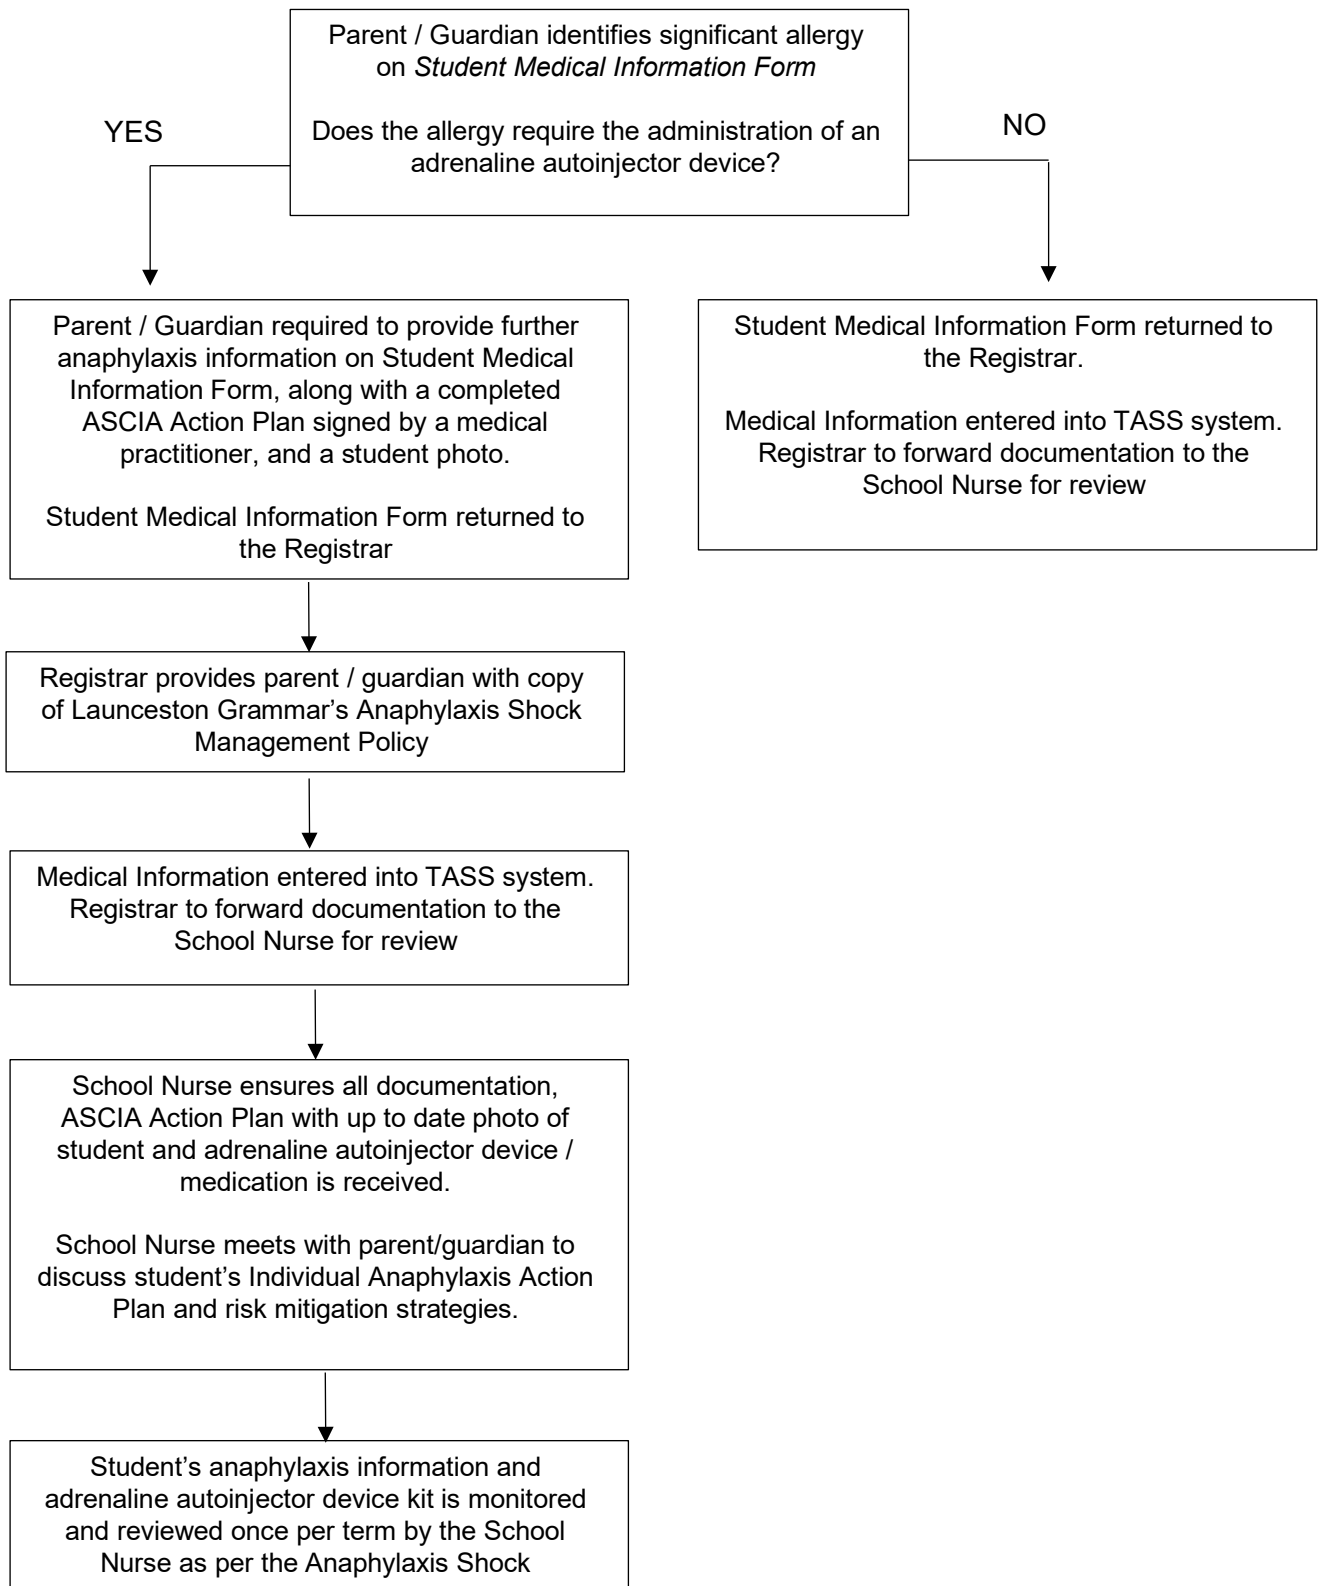 Parent / Guardian identifies significant allergy
on Student Medical Information Form
Does the allergy require the administration of an
adrenaline autoinjector device?
YES
NO
Parent / Guardian required to provide further
anaphylaxis information on Student Medical
Information Form, along with a completed
ASCIA Action Plan signed by a medical
practitioner, and a student photo.
Student Medical Information Form returned to
the Registrar
Student Medical Information Form returned to
the Registrar.
Medical Information entered into TASS system.
Registrar to forward documentation to the
School Nurse for review
Registrar provides parent / guardian with copy
of Launceston Grammar’s Anaphylaxis Shock
Management Policy
Medical Information entered into TASS system.
Registrar to forward documentation to the
School Nurse for review
School Nurse ensures all documentation,
ASCIA Action Plan with up to date photo of
student and adrenaline autoinjector device /
medication is received.
School Nurse meets with parent/guardian to
discuss student’s Individual Anaphylaxis Action
Plan and risk mitigation strategies.
Student’s anaphylaxis information and
adrenaline autoinjector device kit is monitored
and reviewed once per term by the School
Nurse as per the Anaphylaxis Shock